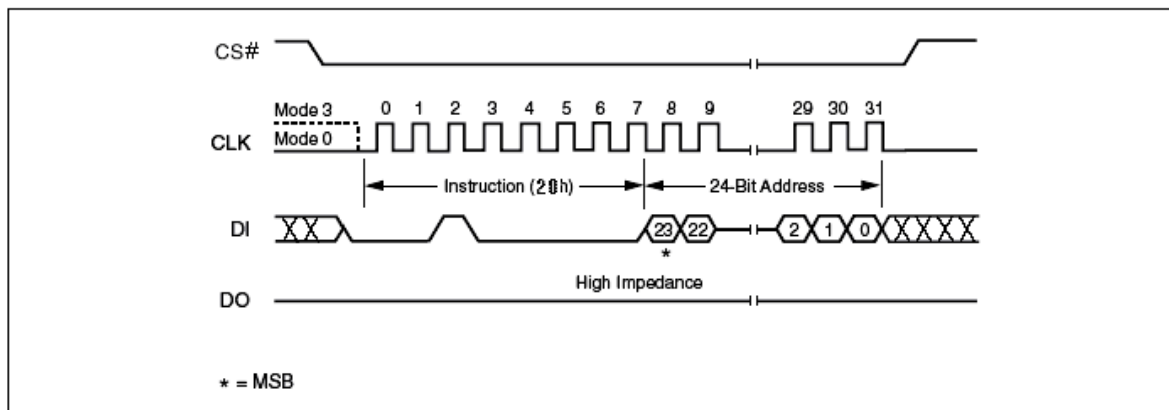 CS#
Mode 3 0 1 2 3 4 5 6 7 8 9 29 30 31
CLK Mode 0
Instruction (20h) 24-Bit Address
DI 23 22 2 1 0
*
High Impedance
DO
* = MSB